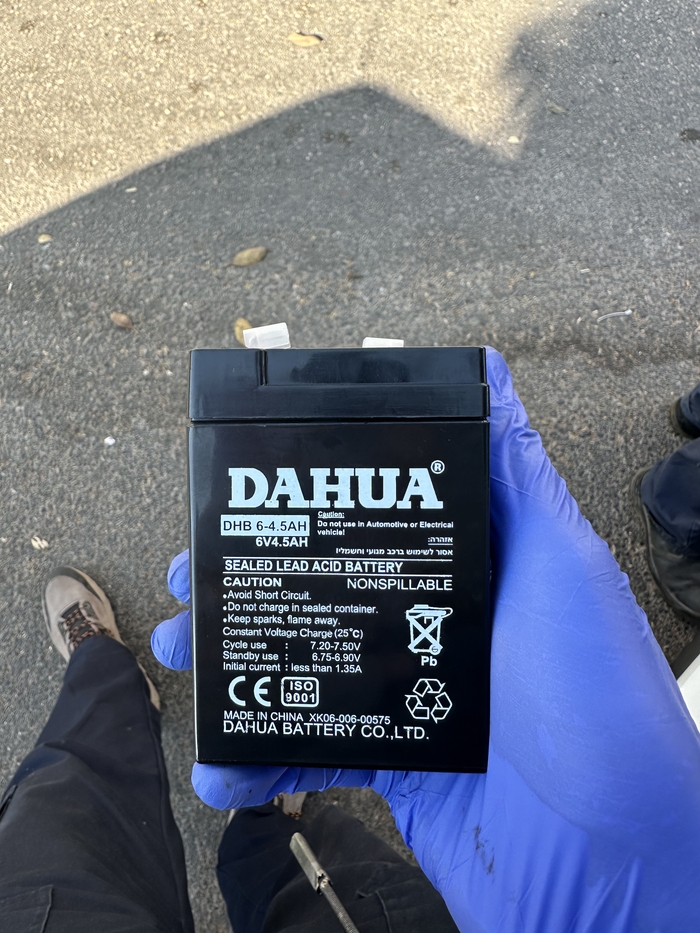 DAHUA®
DHB 6-4.5AH
6V4.5AH
Caution:
Do not use in Automotive or Electrical
vehicle!
אזהרה:
אסור לשימוש ברכב מנועי וחשמליו
SEALED LEAD ACID BATTERY
CAUTION NONSPILLABLE
•Avoid Short Circuit.
•Do not charge in sealed container.
•Keep sparks, flame away.
Constant Voltage Charge (25℃)
Cycle use : 7.20-7.50V
Standby use : 6.75-6.90V
Initial current : less than 1.35A
Pb
CE ISO
9001
MADE IN CHINA XK06-006-00575
DAHUA BATTERY CO.,LTD.